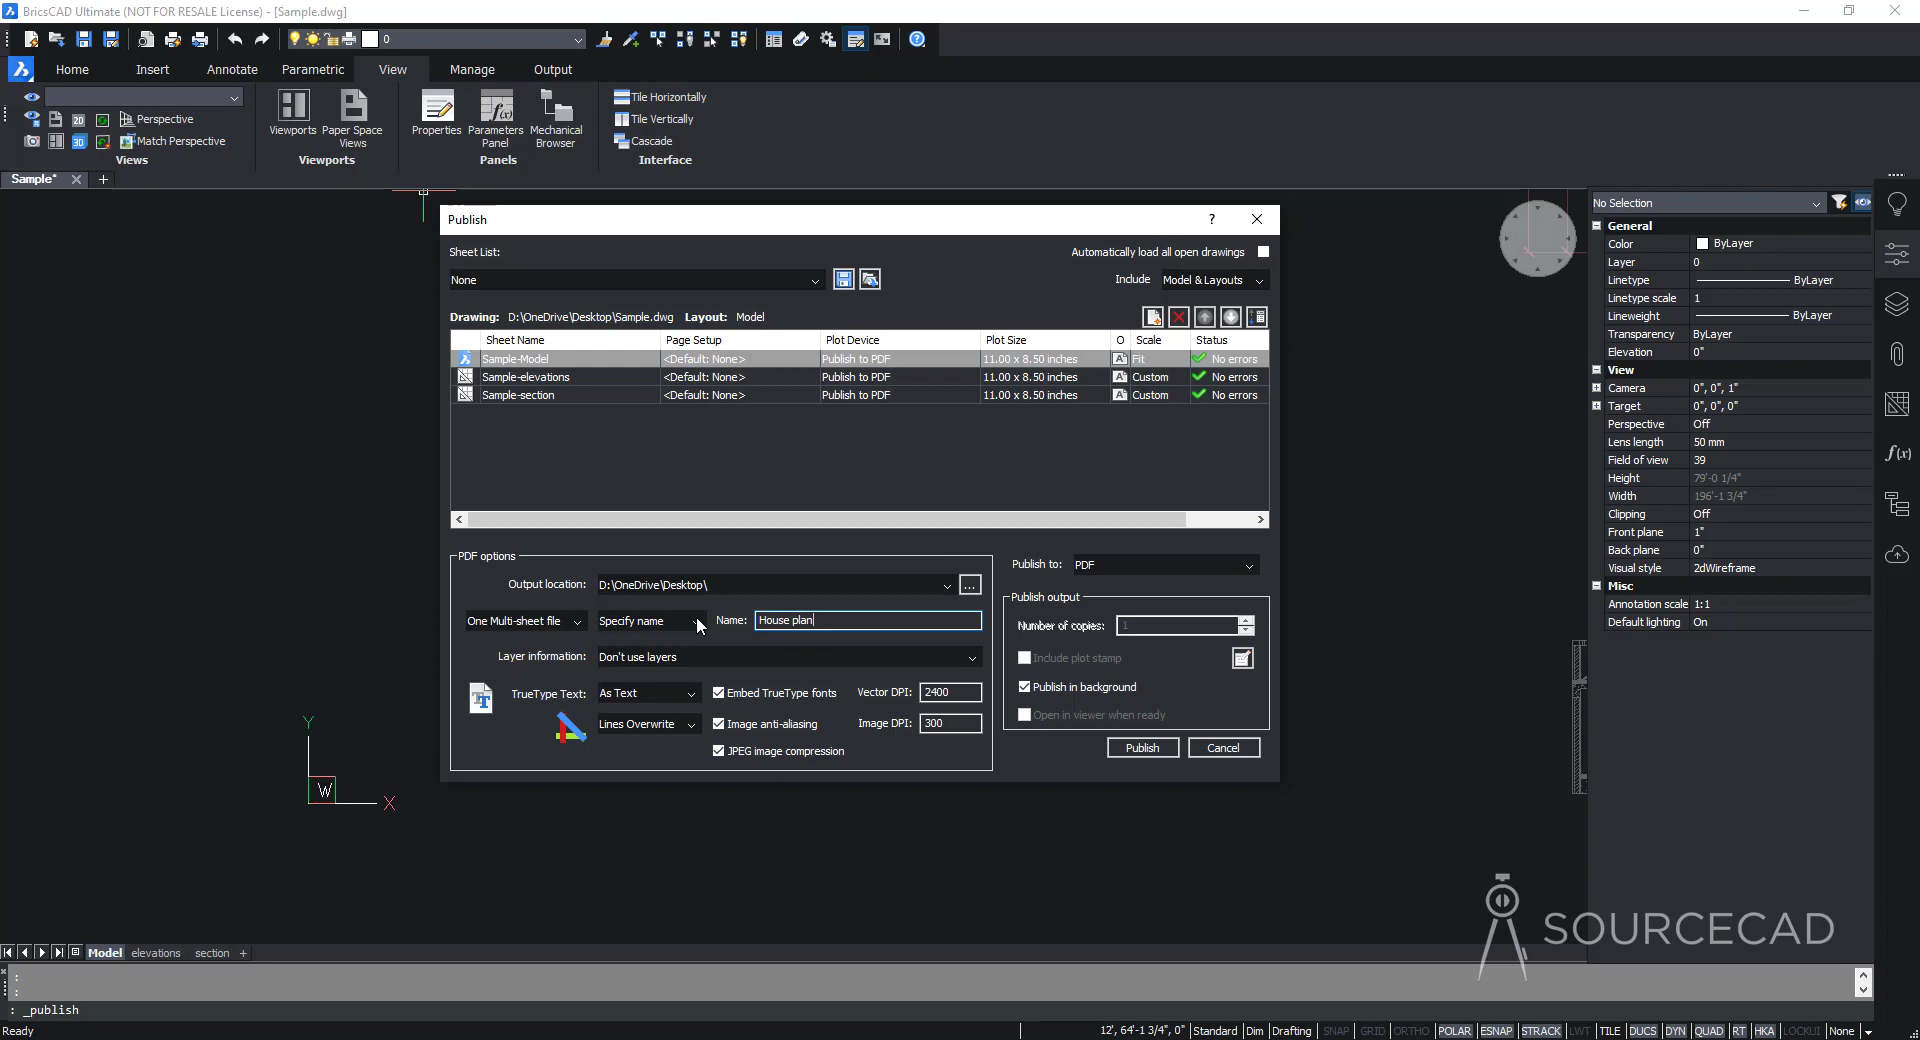 BricsCAD Ultimate (NOT FOR RESALE License) - [Sample.dwg]
0
Home Insert Annotate Parametric View Manage Output
Perspective
Match Perspective
Views
Viewports Paper Space Views
Viewports
Properties Parameters Panel Mechanical Browser
Panels
Tile Horizontally
Tile Vertically
Cascade
Interface
Sample*
Publish
Sheet List: Automatically load all open drawings
None Include Model & Layouts
Drawing: D:\OneDrive\Desktop\Sample.dwg Layout: Model
Sheet Name Page Setup Plot Device Plot Size O Scale Status
Sample-Model <Default: None> Publish to PDF 11.00 x 8.50 inches Fit No errors
Sample-elevations <Default: None> Publish to PDF 11.00 x 8.50 inches Custom No errors
Sample-section <Default: None> Publish to PDF 11.00 x 8.50 inches Custom No errors
PDF options
Output location: D:\OneDrive\Desktop\ ...
One Multi-sheet file Specify name Name: House plan
Layer information: Don't use layers
TrueType Text: As Text Embed TrueType fonts Vector DPI: 2400
Lines Overwrite Image anti-aliasing Image DPI: 300
JPEG image compression
Publish to: PDF
Publish output
Number of copies: 1
Include plot stamp
Publish in background
Open in viewer when ready
Publish Cancel
No Selection
General
Color ByLayer
Layer 0
Linetype ByLayer
Linetype scale 1
Lineweight ByLayer
Transparency ByLayer
Elevation 0"
View
Camera 0", 0", 1"
Target 0", 0", 0"
Perspective Off
Lens length 50 mm
Field of view 39
Height 79'-0 1/4"
Width 196'-1 3/4"
Clipping Off
Front plane 1"
Back plane 0"
Visual style 2dWireframe
Misc
Annotation scale 1:1
Default lighting On
f(x)
Y
W
X
SOURCECAD
Model elevations section +
:
:
: _publish
Ready 12', 64'-1 3/4", 0" Standard Dim Drafting SNAP GRID ORTHO POLAR ESNAP STRACK LWT TILE DUCS DYN QUAD RT HKA LOCKUI None